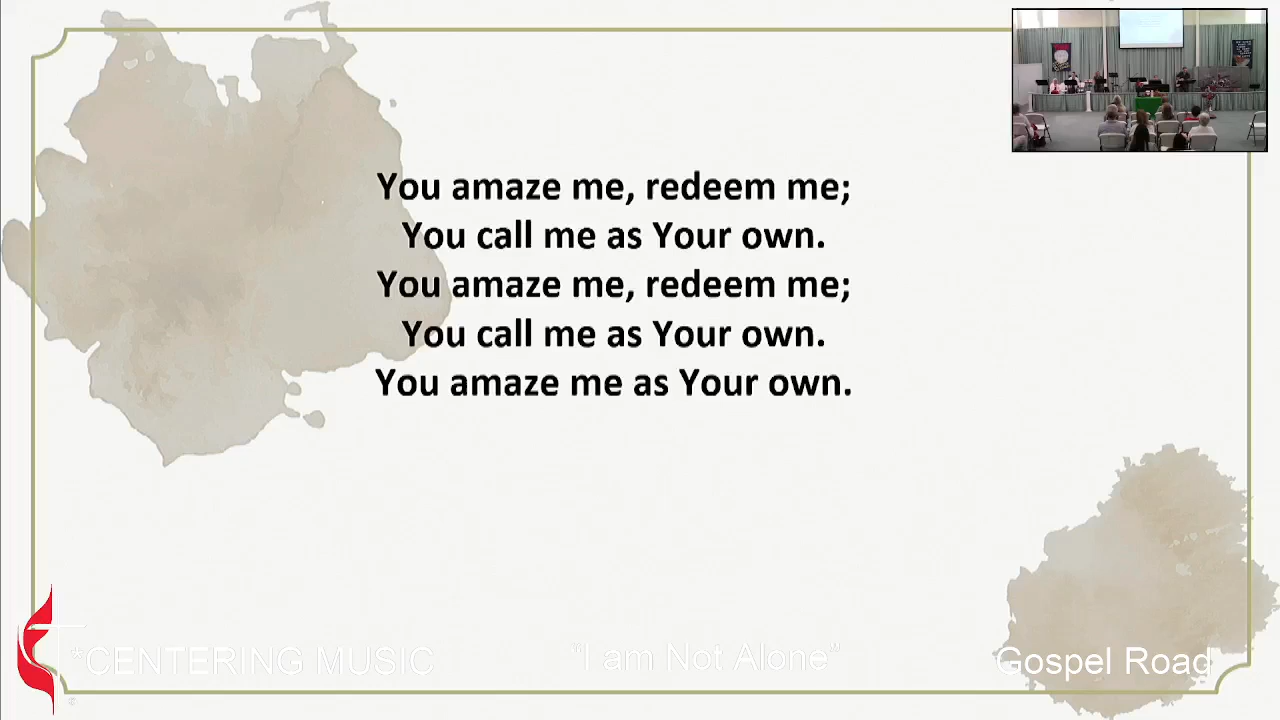 You amaze me, redeem me;
You call me as Your own.
You amaze me, redeem me;
You call me as Your own.
You amaze me as Your own.
*CENTERING MUSIC
“I am Not Alone”
Gospel Road